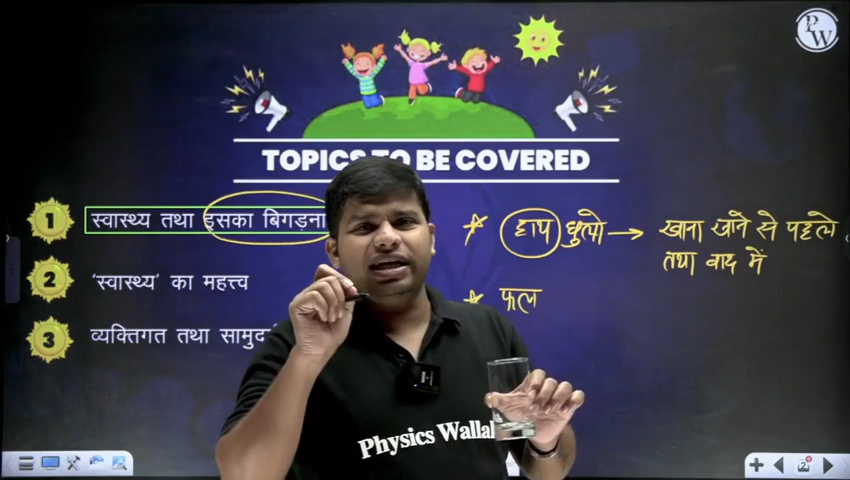 PW
TOPICS TO BE COVERED
1 स्वास्थ्य तथा इसका बिगड़ना
2 'स्वास्थ्य' का महत्त्व
3 व्यक्तिगत तथा
* हाथ धुलो → खाना खाने से पहले
तथा बाद में
* फल
Physics Wallah
2